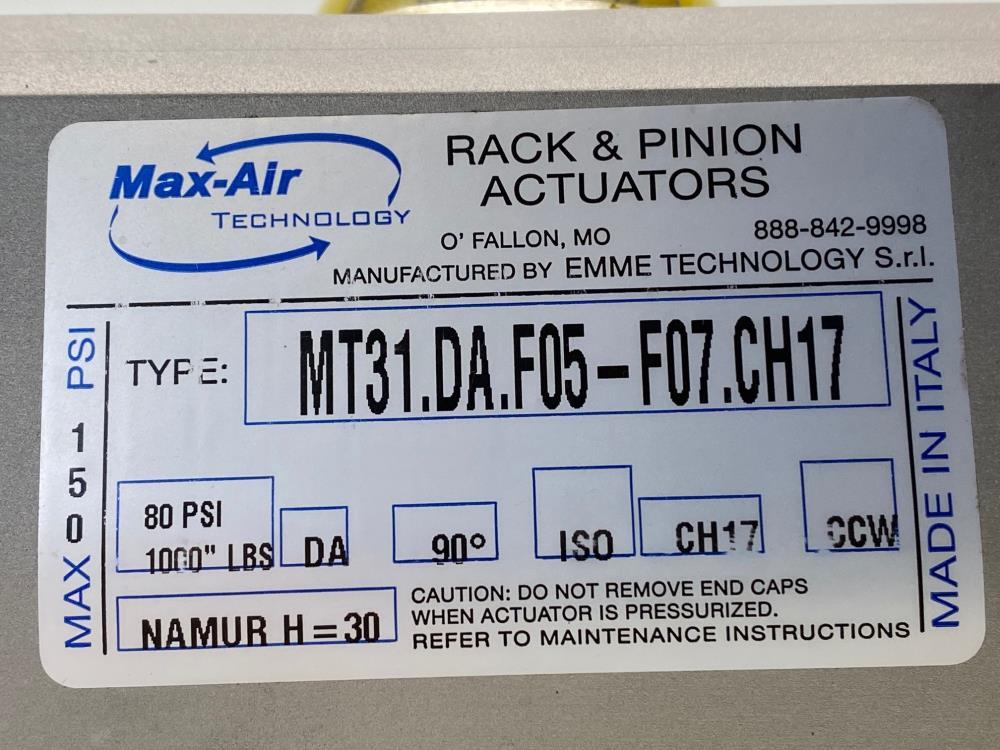 Max-Air
TECHNOLOGY
RACK & PINION
ACTUATORS
O' FALLON, MO
888-842-9998
MANUFACTURED BY EMME TECHNOLOGY S.r.l.
MAX 150 PSI
TYPE: MT31.DA.F05-F07.CH17
MADE IN ITALY
80 PSI
1000" LBS
DA
90°
ISO
CH17
CCW
NAMUR H=30
CAUTION: DO NOT REMOVE END CAPS
WHEN ACTUATOR IS PRESSURIZED.
REFER TO MAINTENANCE INSTRUCTIONS